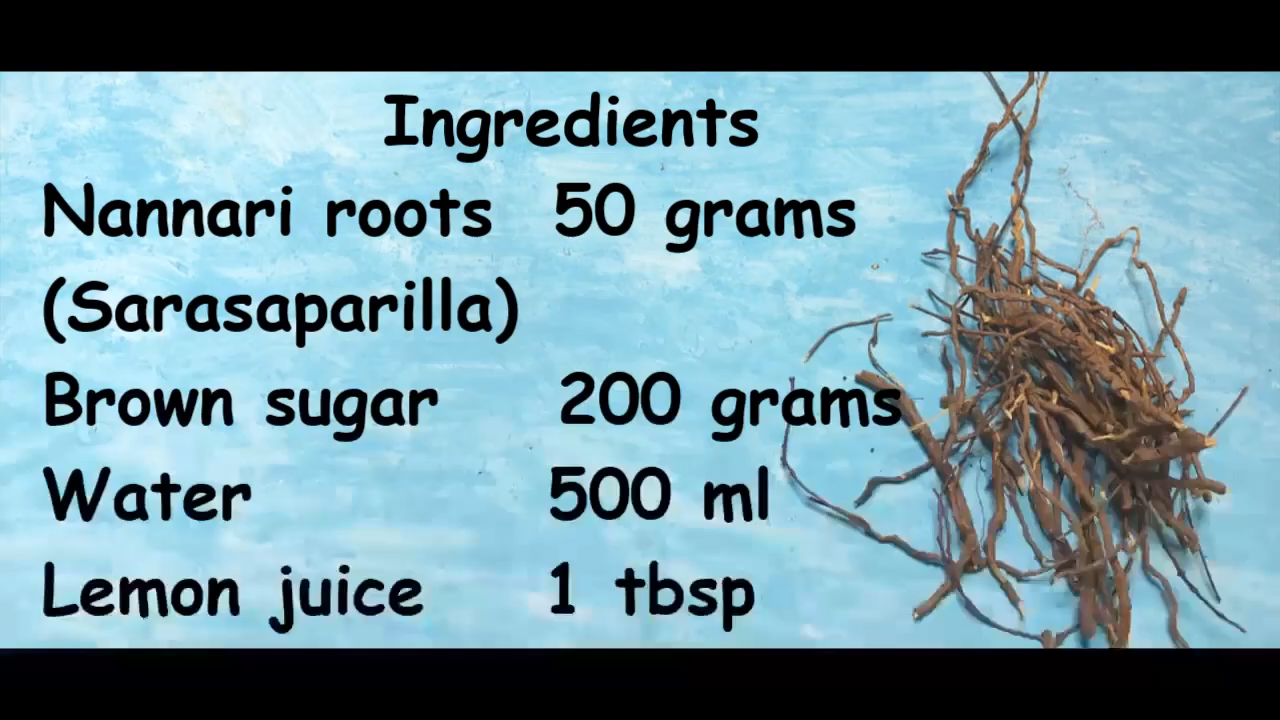 Ingredients
Nannari roots 50 grams
(Sarasaparilla)
Brown sugar 200 grams
Water 500 ml
Lemon juice 1 tbsp